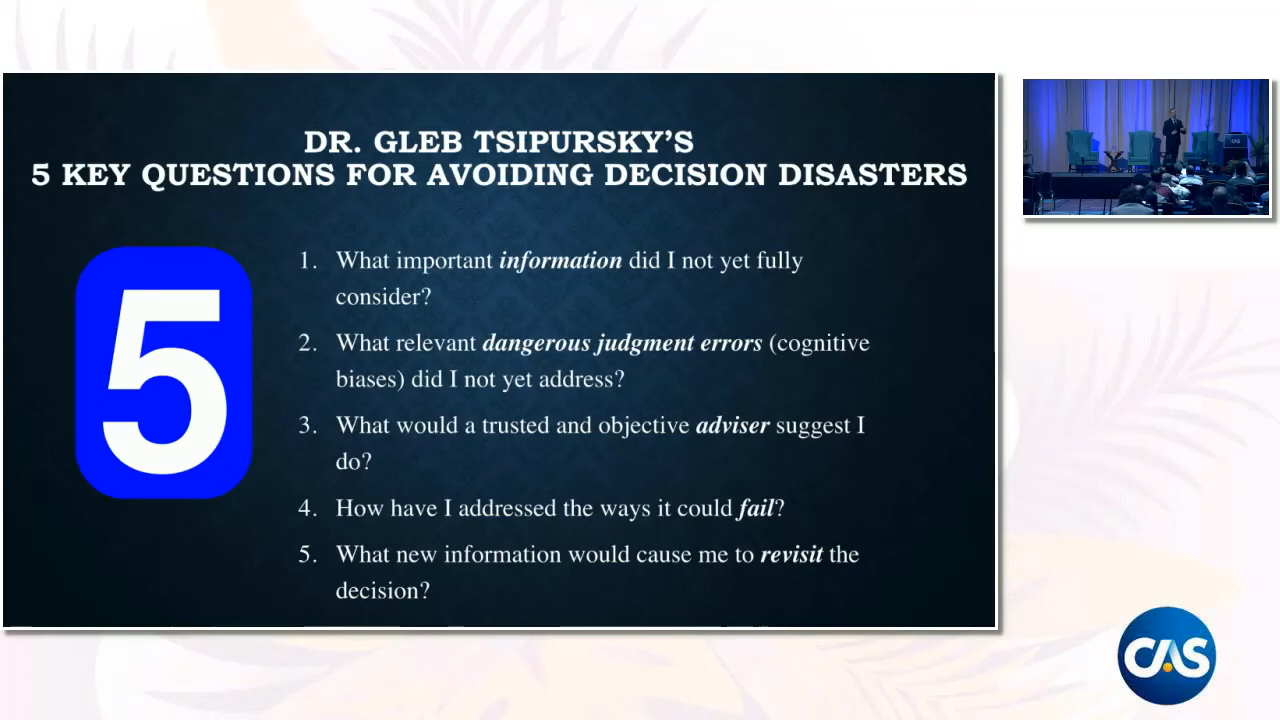 DR. GLEB TSIPURSKY'S
5 KEY QUESTIONS FOR AVOIDING DECISION DISASTERS
5
1. What important information did I not yet fully
consider?
2. What relevant dangerous judgment errors (cognitive
biases) did I not yet address?
3. What would a trusted and objective adviser suggest I
do?
4. How have I addressed the ways it could fail?
5. What new information would cause me to revisit the
decision?
CAS
CAS